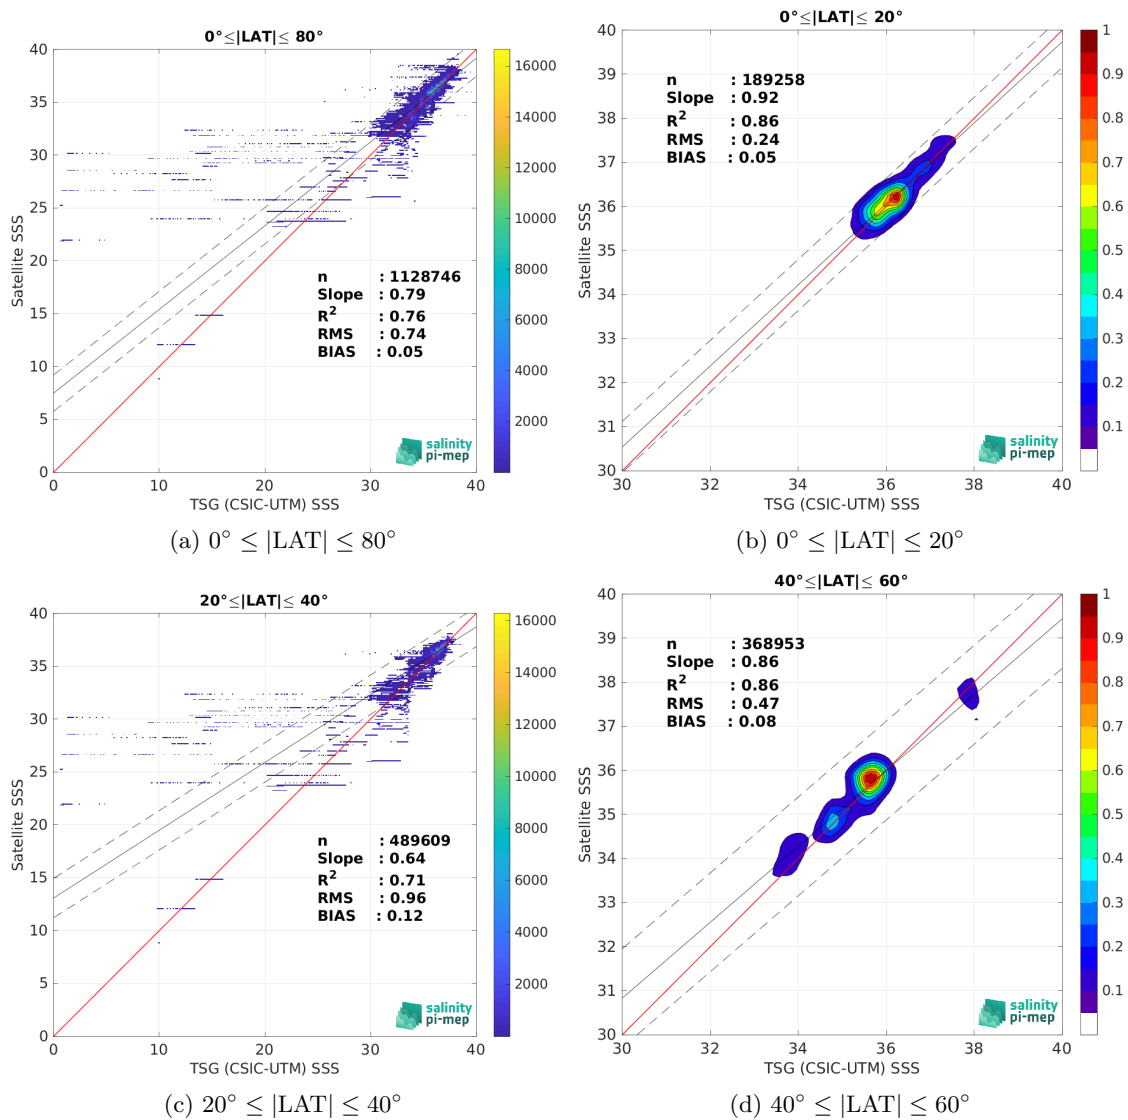 0°≤|LAT|≤ 80°
Satellite SSS
40
35
30
25
20
15
10
5
0
0 10 20 30 40
TSG (CSIC-UTM) SSS
n : 1128746
Slope : 0.79
R² : 0.76
RMS : 0.74
BIAS : 0.05
salinity
pi-mep
16000
14000
12000
10000
8000
6000
4000
2000
(a) 0° ≤ |LAT| ≤ 80°
0°≤|LAT|≤ 20°
Satellite SSS
40
39
38
37
36
35
34
33
32
31
30
30 32 34 36 38 40
TSG (CSIC-UTM) SSS
n : 189258
Slope : 0.92
R² : 0.86
RMS : 0.24
BIAS : 0.05
salinity
pi-mep
1
0.9
0.8
0.7
0.6
0.5
0.4
0.3
0.2
0.1
(b) 0° ≤ |LAT| ≤ 20°
20°≤|LAT|≤ 40°
Satellite SSS
40
35
30
25
20
15
10
5
0
0 10 20 30 40
TSG (CSIC-UTM) SSS
n : 489609
Slope : 0.64
R² : 0.71
RMS : 0.96
BIAS : 0.12
salinity
pi-mep
16000
14000
12000
10000
8000
6000
4000
2000
(c) 20° ≤ |LAT| ≤ 40°
40°≤|LAT|≤ 60°
Satellite SSS
40
39
38
37
36
35
34
33
32
31
30
30 32 34 36 38 40
TSG (CSIC-UTM) SSS
n : 368953
Slope : 0.86
R² : 0.86
RMS : 0.47
BIAS : 0.08
salinity
pi-mep
1
0.9
0.8
0.7
0.6
0.5
0.4
0.3
0.2
0.1
(d) 40° ≤ |LAT| ≤ 60°